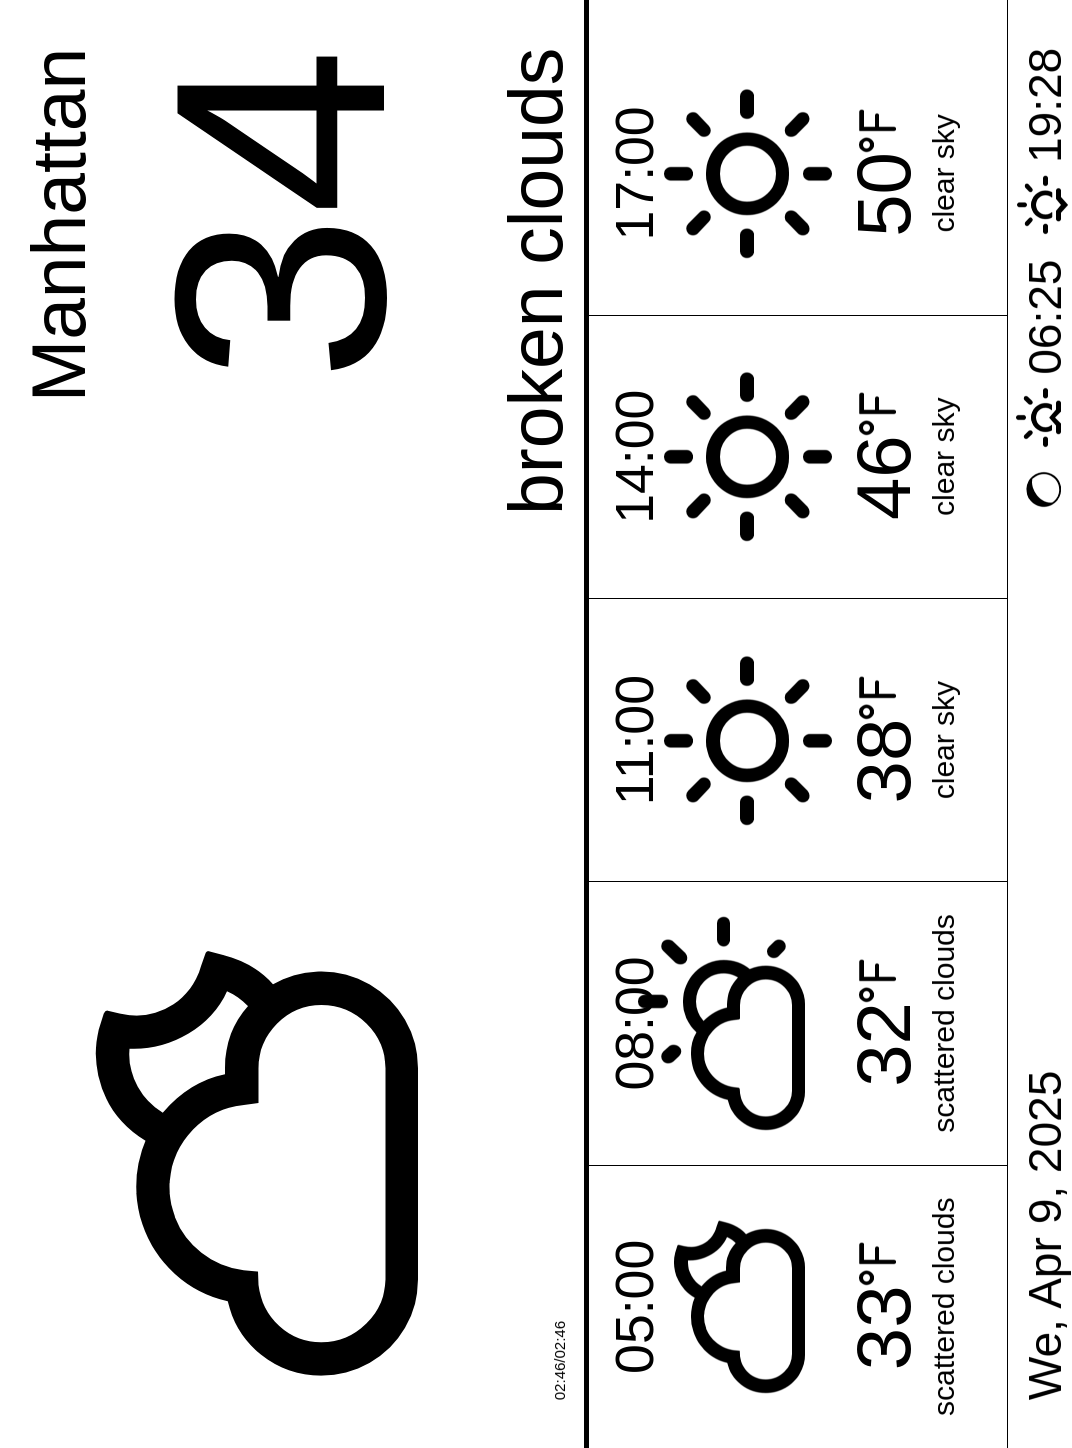 Manhattan
34
broken clouds
02:46/02:46
05:00
33°F
scattered clouds
08:00
32°F
scattered clouds
11:00
38°F
clear sky
14:00
46°F
clear sky
17:00
50°F
clear sky
We, Apr 9, 2025
06:25
19:28